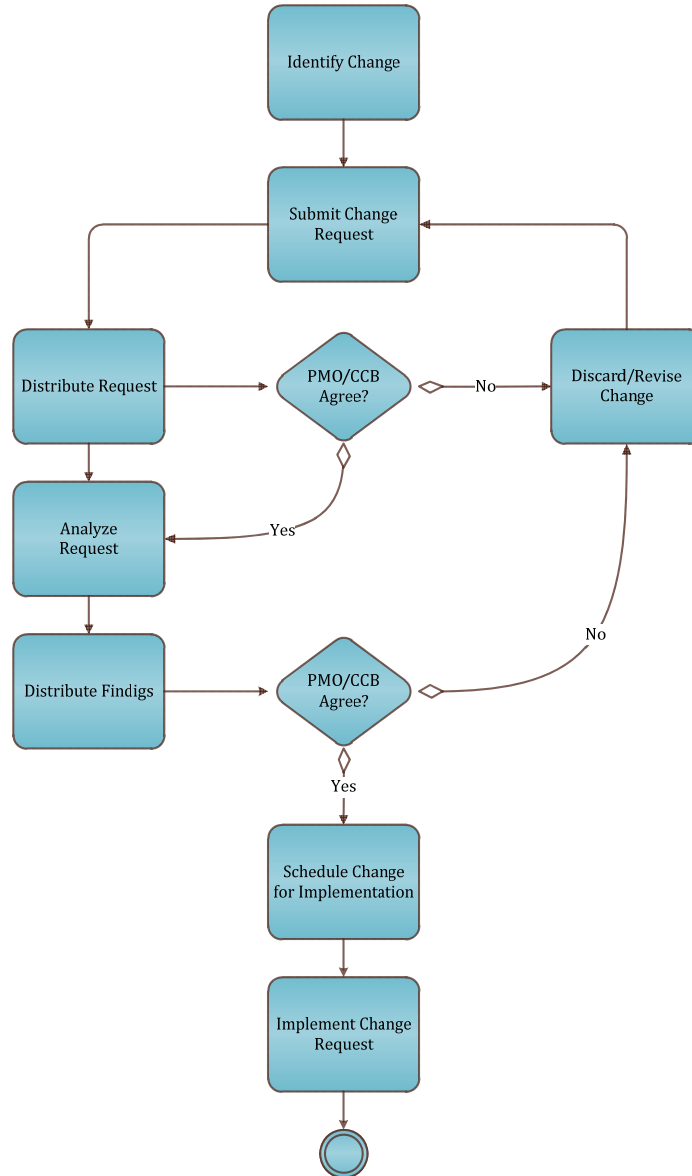 Identify Change
Submit Change
Request
Distribute Request
PMO/CCB
Agree?
No
Discard/Revise
Change
Yes
Analyze
Request
Distribute Findigs
PMO/CCB
Agree?
No
Yes
Schedule Change
for Implementation
Implement Change
Request